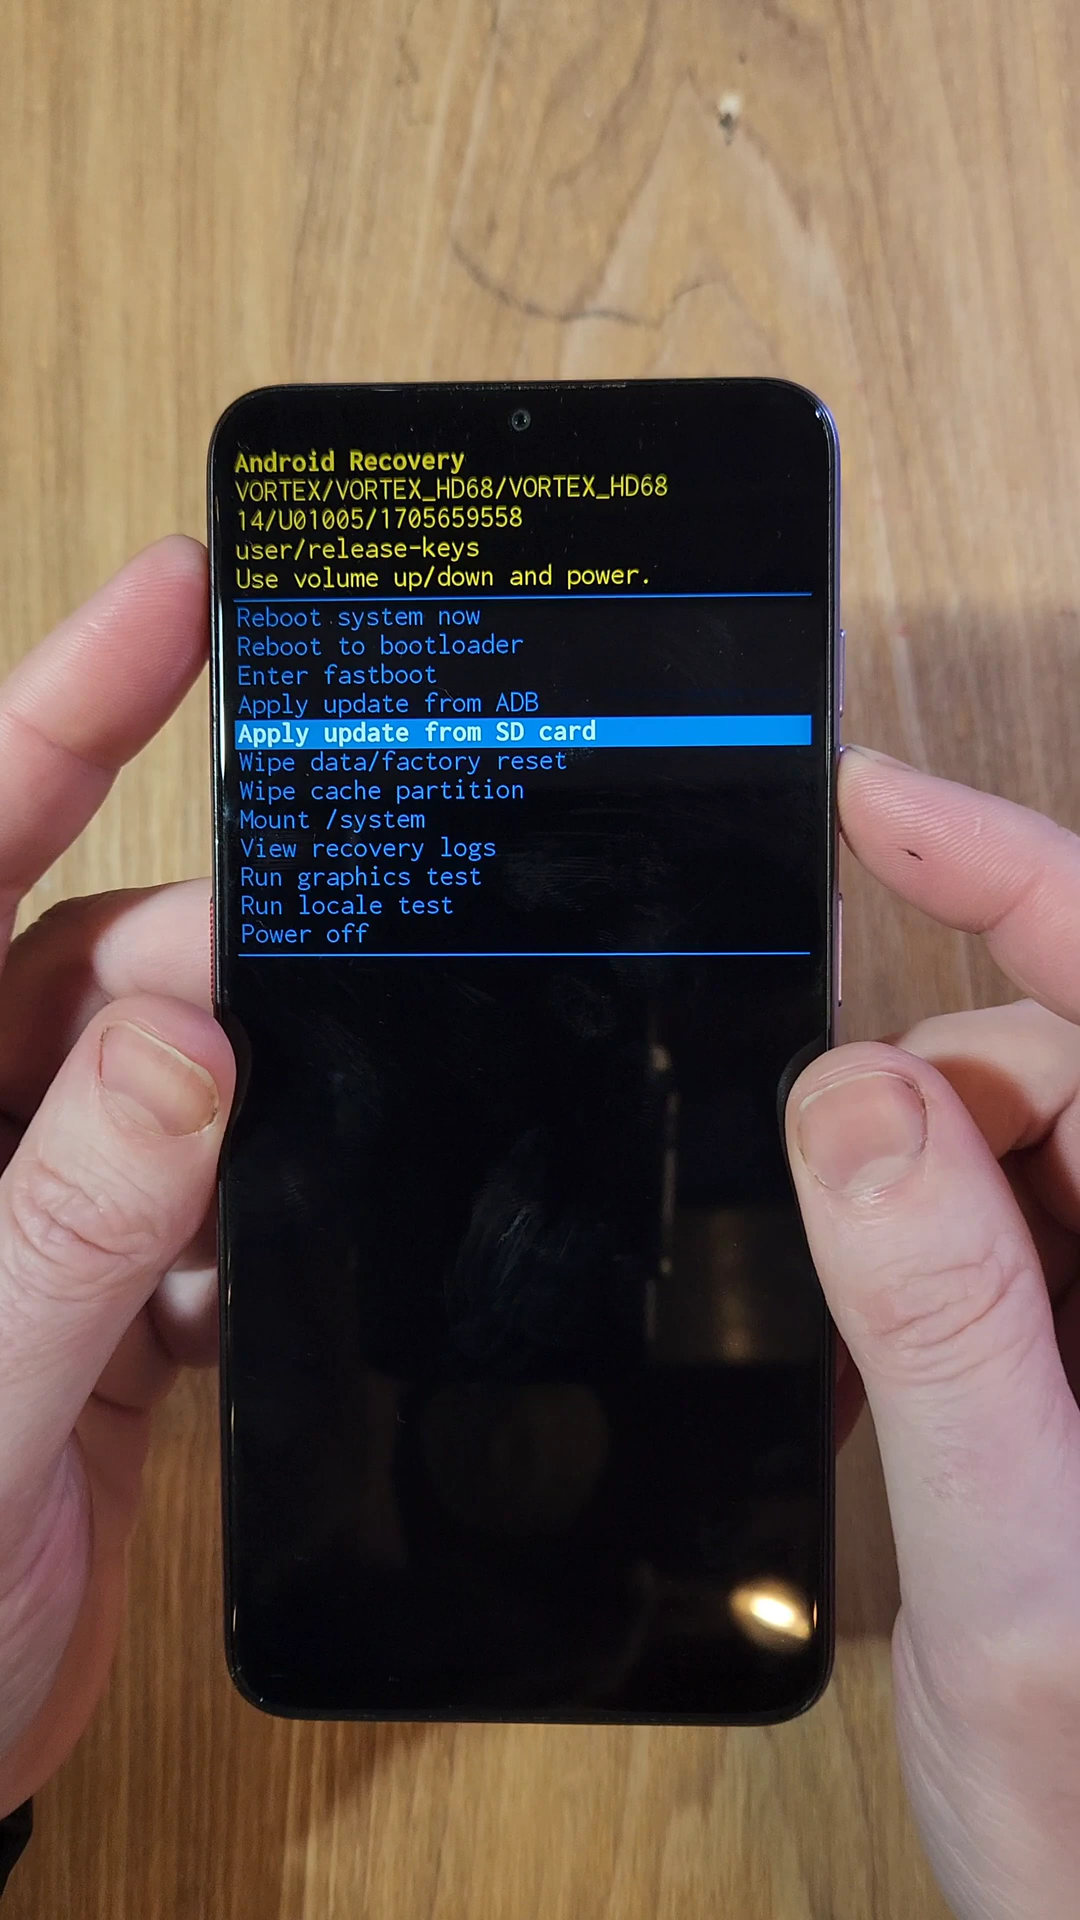 Android Recovery
VORTEX/VORTEX_HD68/VORTEX_HD68
14/U01005/1705659558
user/release-keys
Use volume up/down and power.
Reboot system now
Reboot to bootloader
Enter fastboot
Apply update from ADB
Apply update from SD card
Wipe data/factory reset
Wipe cache partition
Mount /system
View recovery logs
Run graphics test
Run locale test
Power off